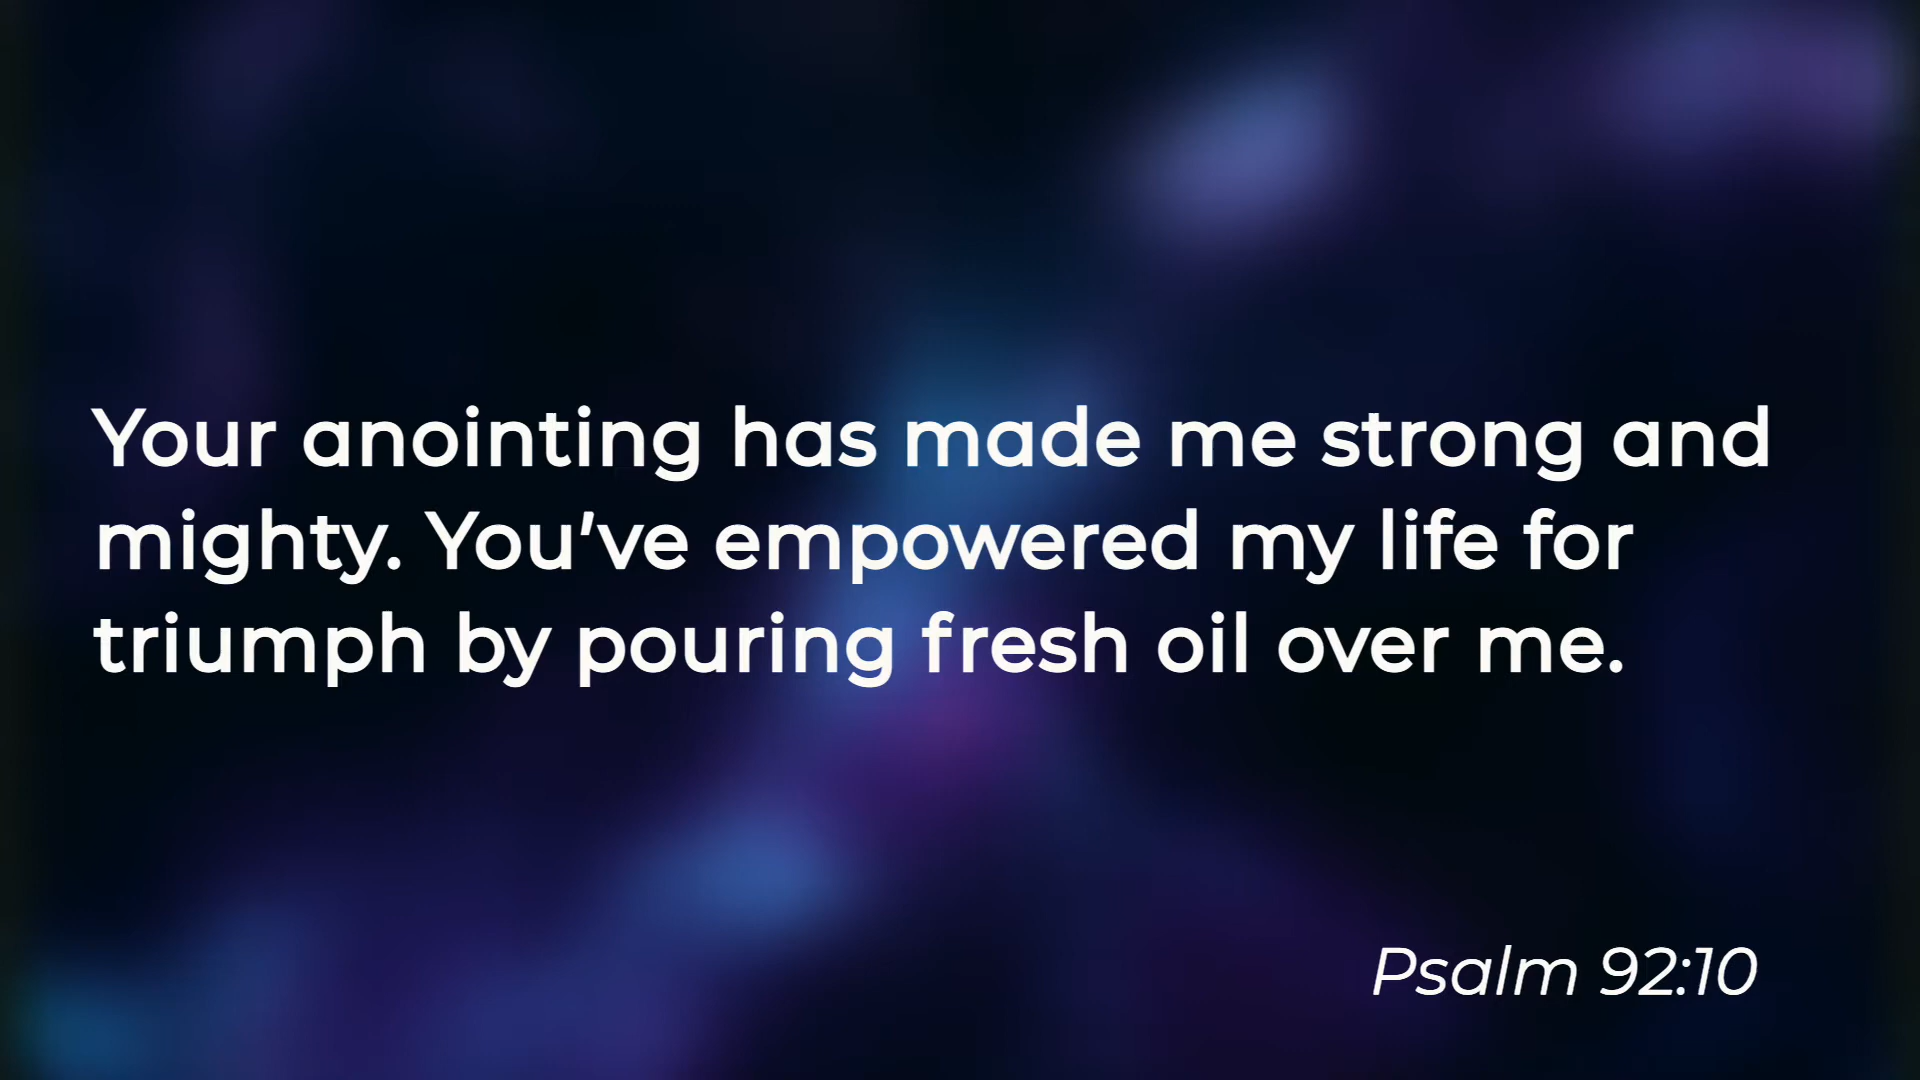 Your anointing has made me strong and
mighty. You've empowered my life for
triumph by pouring fresh oil over me.
Psalm 92:10